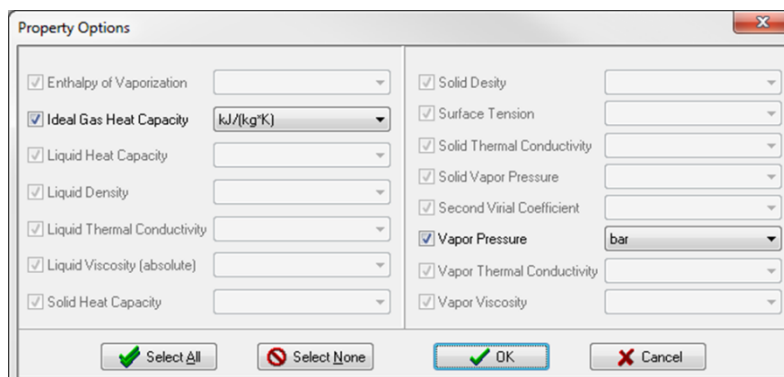 Property Options
Enthalpy of Vaporization
Ideal Gas Heat Capacity kJ/(kg*K)
Liquid Heat Capacity
Liquid Density
Liquid Thermal Conductivity
Liquid Viscosity (absolute)
Solid Heat Capacity
Solid Desity
Surface Tension
Solid Thermal Conductivity
Solid Vapor Pressure
Second Virial Coefficient
Vapor Pressure bar
Vapor Thermal Conductivity
Vapor Viscosity
Select All Select None OK Cancel